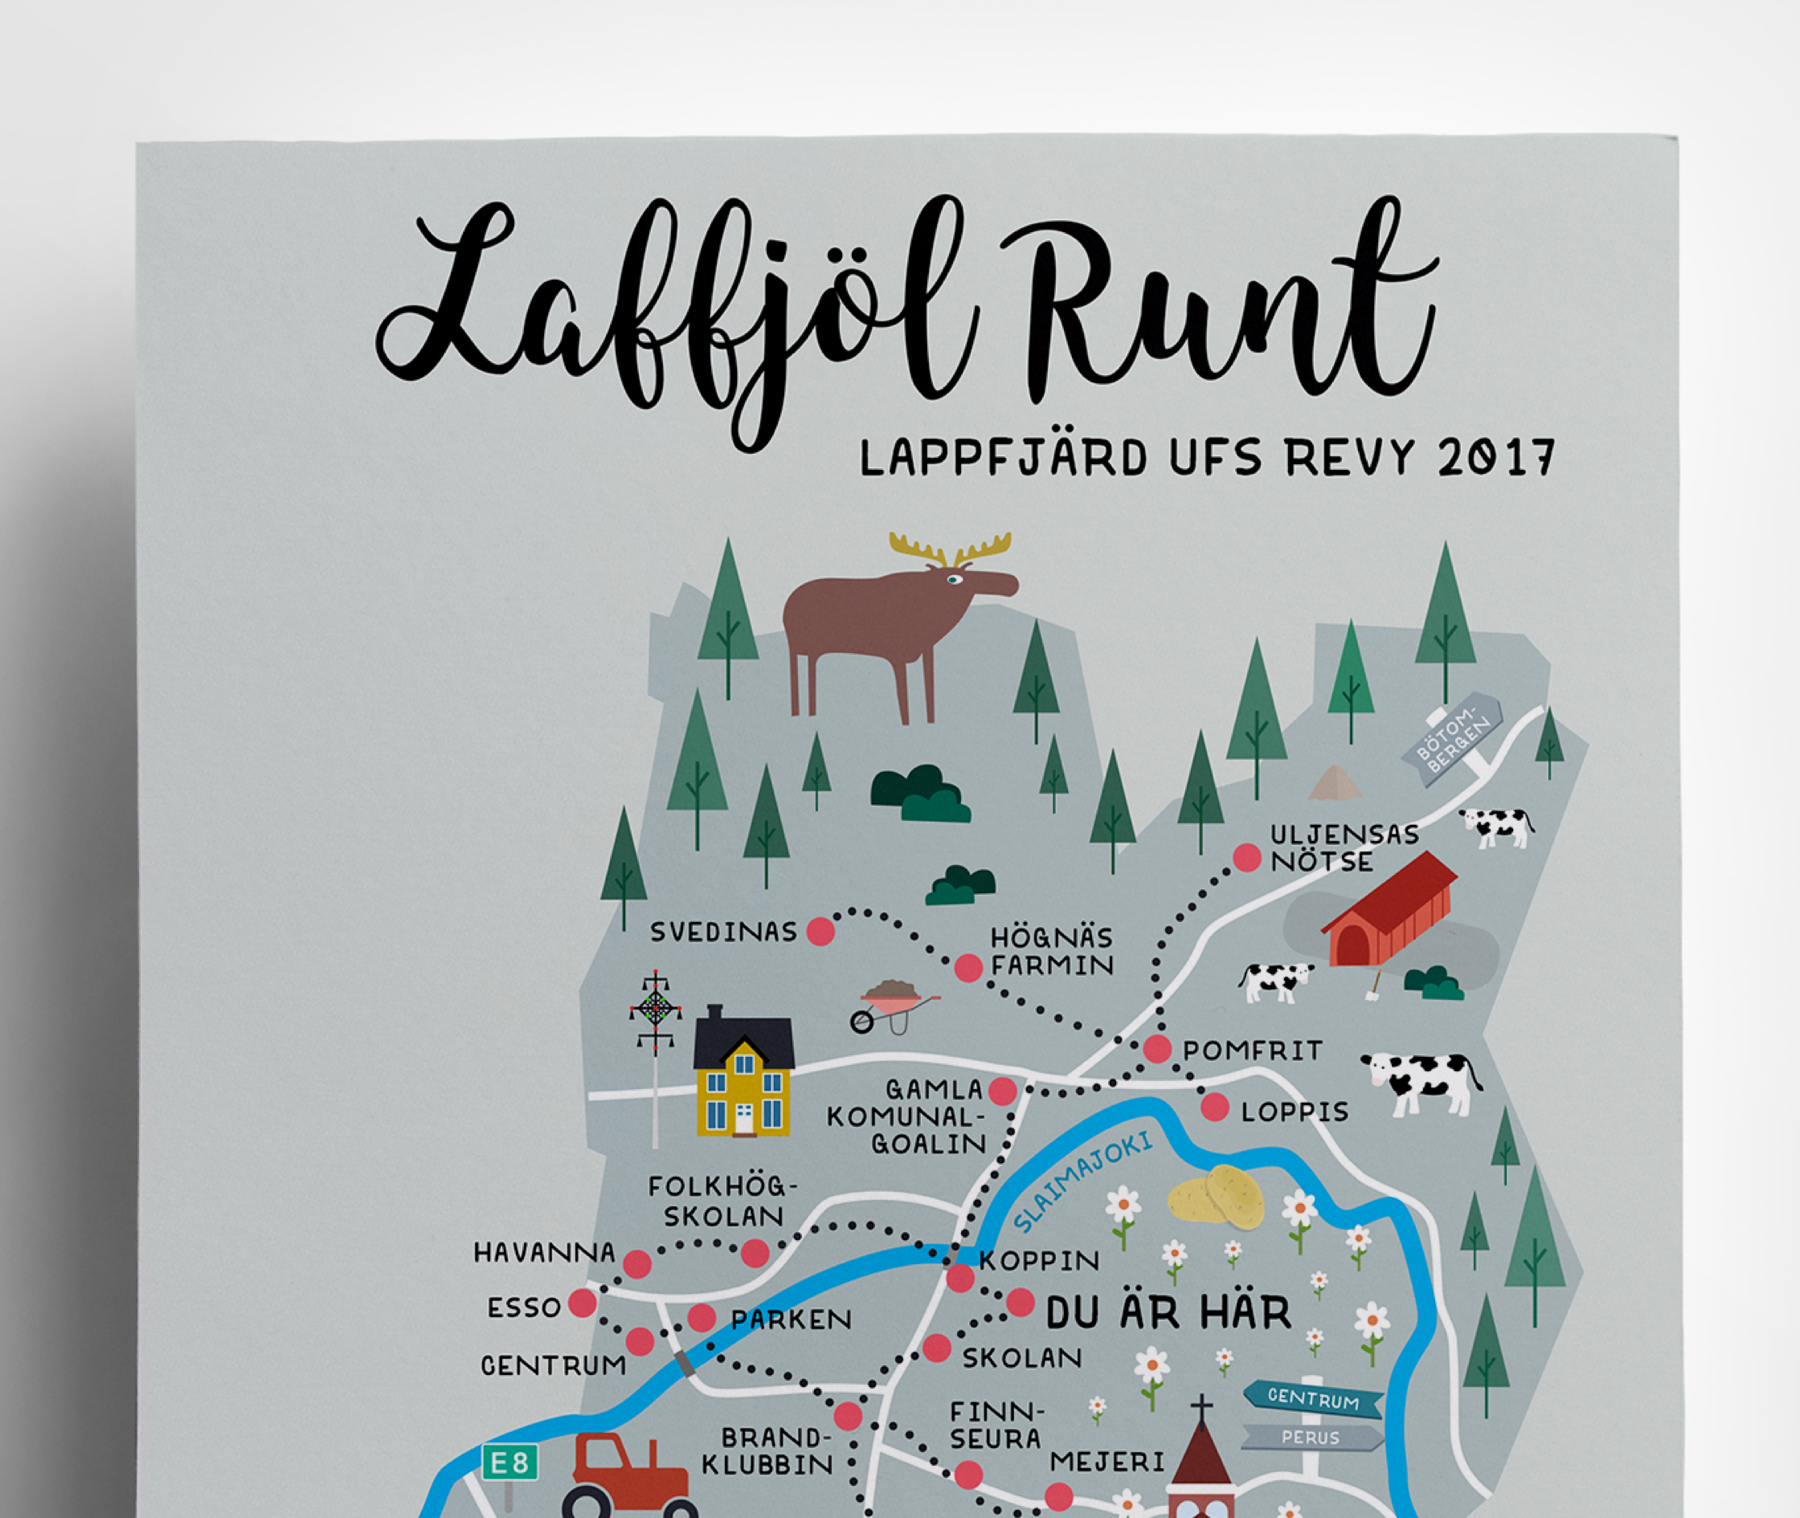 Laffjöl Runt
LAPPFJÄRD UFS REVY 2017
BÖTOM-
BERGEN
ULJENSAS
NÖTSE
SVEDINAS
HÖGNÄS
FARMIN
POMFRIT
GAMLA
KOMUNAL-
GOALIN
LOPPIS
SLAIMAJOKI
FOLKHÖG-
SKOLAN
HAVANNA
KOPPIN
ESSO
PARKEN
DU ÄR HÄR
CENTRUM
SKOLAN
CENTRUM
FINN-
SEURA
PERUS
BRAND-
KLUBBIN
MEJERI
E8